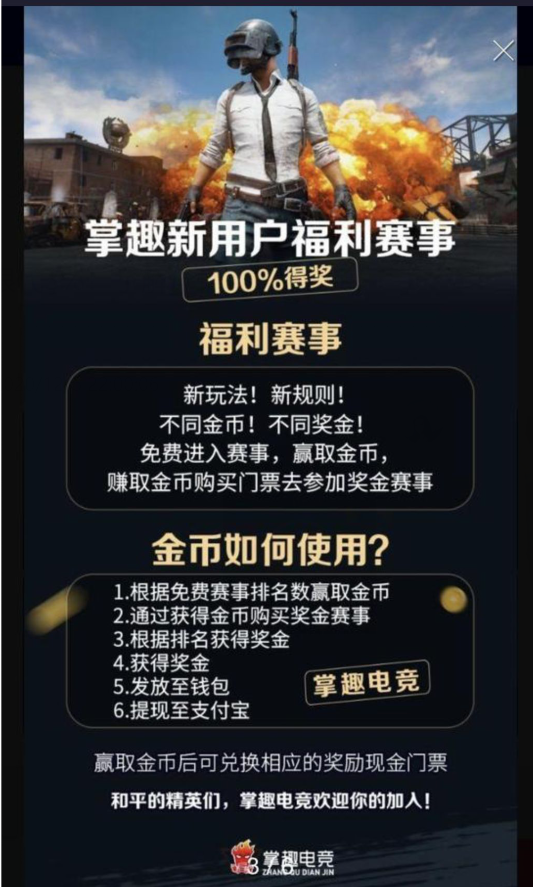 掌趣新用户福利赛事
100%得奖
福利赛事
新玩法！新规则！
不同金币！不同奖金！
免费进入赛事，赢取金币，
赚取金币购买门票去参加奖金赛事
金币如何使用？
1.根据免费赛事排名数赢取金币
2.通过获得金币购买奖金赛事
3.根据排名获得奖金
4.获得奖金
5.发放至钱包
6.提现至支付宝
掌趣电竞
赢取金币后可兑换相应的奖励现金门票
和平的精英们，掌趣电竞欢迎你的加入！
掌趣电竞
ZHANG QU DIAN JIN
3 / 6